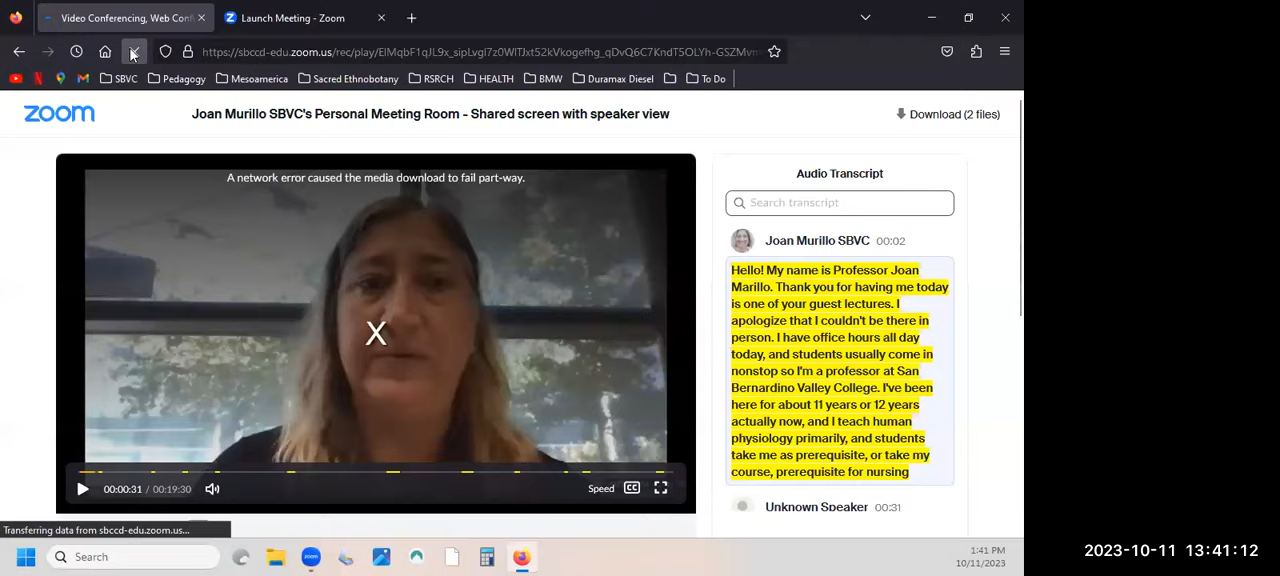 Video Conferencing, Web Conf
Launch Meeting - Zoom
https://sbccd-edu.zoom.us/rec/play/
SBVC
Pedagogy
Mesoamerica
Sacred Ethnobotany
RSRCH
HEALTH
BMW
Duramax Diesel
To Do
zoom
Joan Murillo SBVC's Personal Meeting Room - Shared screen with speaker view
Download (2 files)
A network error caused the media download to fail part-way.
X
00:00:31 / 00:19:30
Speed
CC
Audio Transcript
Search transcript
Joan Murillo SBVC 00:02
Hello! My name is Professor Joan
Marillo. Thank you for having me today
is one of your guest lectures. I
apologize that I couldn't be there in
person. I have office hours all day
today, and students usually come in
nonstop so I'm a professor at San
Bernardino Valley College. I've been
here for about 11 years or 12 years
actually now, and I teach human
physiology primarily, and students
take me as prerequisite, or take my
course, prerequisite for nursing
Unknown Speaker 00:31
Transferring data from sbccd-edu.zoom.us...
Search
zoom
1:41 PM
10/11/2023
2023-10-11 13:41:12